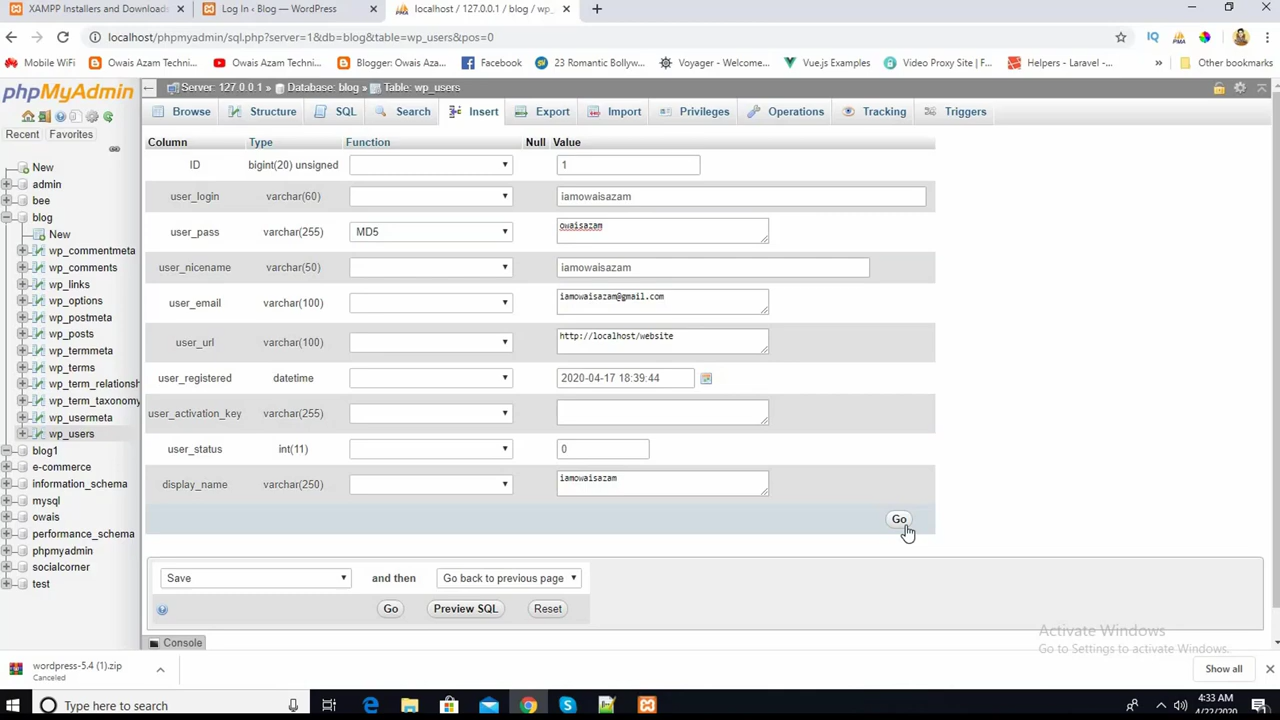 XAMPP Installers and Downloads
Log In ‹ Blog — WordPress
localhost / 127.0.0.1 / blog / wp_
localhost/phpmyadmin/sql.php?server=1&db=blog&table=wp_users&pos=0
IQ
PMA
Mobile WiFi
Owais Azam Techni...
Owais Azam Techni...
Blogger: Owais Aza...
Facebook
23 Romantic Bollyw...
Voyager - Welcome...
Vue.js Examples
Video Proxy Site | F...
Helpers - Laravel -...
»
Other bookmarks
phpMyAdmin
Recent
Favorites
New
admin
bee
blog
New
wp_commentmeta
wp_comments
wp_links
wp_options
wp_postmeta
wp_posts
wp_termmeta
wp_terms
wp_term_relationsh
wp_term_taxonomy
wp_usermeta
wp_users
blog1
e-commerce
information_schema
mysql
owais
performance_schema
phpmyadmin
socialcorner
test
Server: 127.0.0.1 » Database: blog » Table: wp_users
Browse
Structure
SQL
Search
Insert
Export
Import
Privileges
Operations
Tracking
Triggers
Column Type Function Null Value
ID bigint(20) unsigned 1
user_login varchar(60) iamowaisazam
user_pass varchar(255) MD5 owaisazam
user_nicename varchar(50) iamowaisazam
user_email varchar(100) iamowaisazam@gmail.com
user_url varchar(100) http://localhost/website
user_registered datetime 2020-04-17 18:39:44
user_activation_key varchar(255)
user_status int(11) 0
display_name varchar(250) iamowaisazam
Go
Save and then Go back to previous page
Go Preview SQL Reset
Console
Activate Windows
Go to Settings to activate Windows.
wordpress-5.4 (1).zip
Canceled
Show all
Type here to search
4:33 AM
4/22/2020